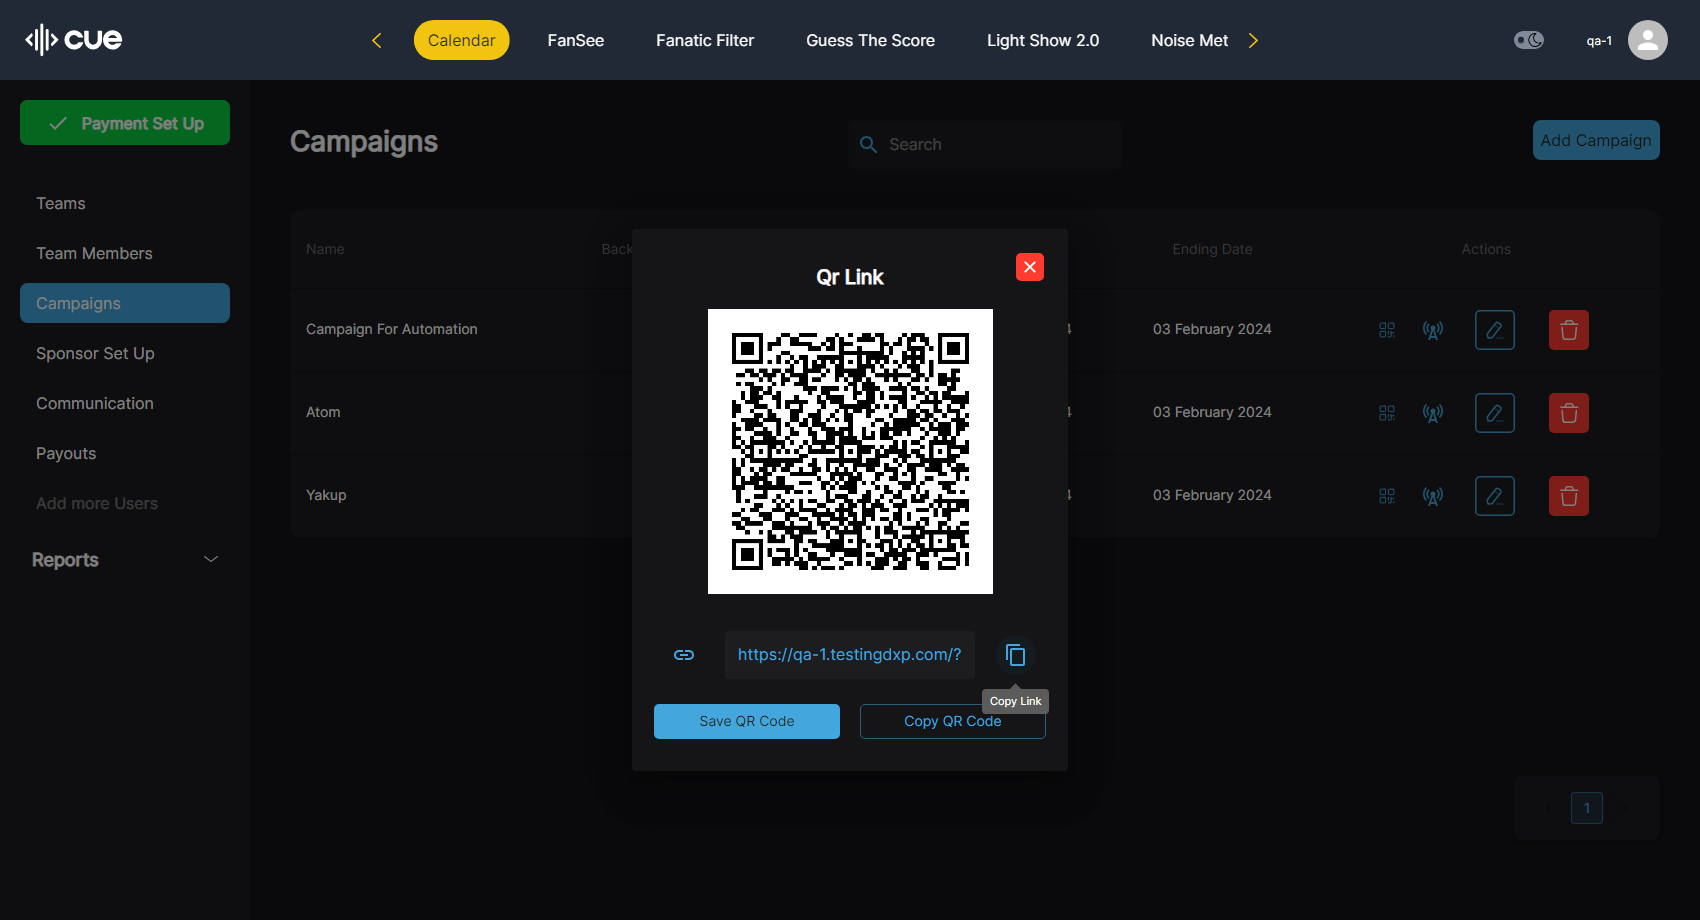 cue
Calendar
FanSee
Fanatic Filter
Guess The Score
Light Show 2.0
Noise Met
qa-1
Payment Set Up
Teams
Team Members
Campaigns
Sponsor Set Up
Communication
Payouts
Add more Users
Reports
Campaigns
Search
Add Campaign
Name Back Ending Date Actions
Campaign For Automation 4 03 February 2024
Atom 4 03 February 2024
Yakup 4 03 February 2024
Qr Link
https://qa-1.testingdxp.com/?
Copy Link
Save QR Code
Copy QR Code
1